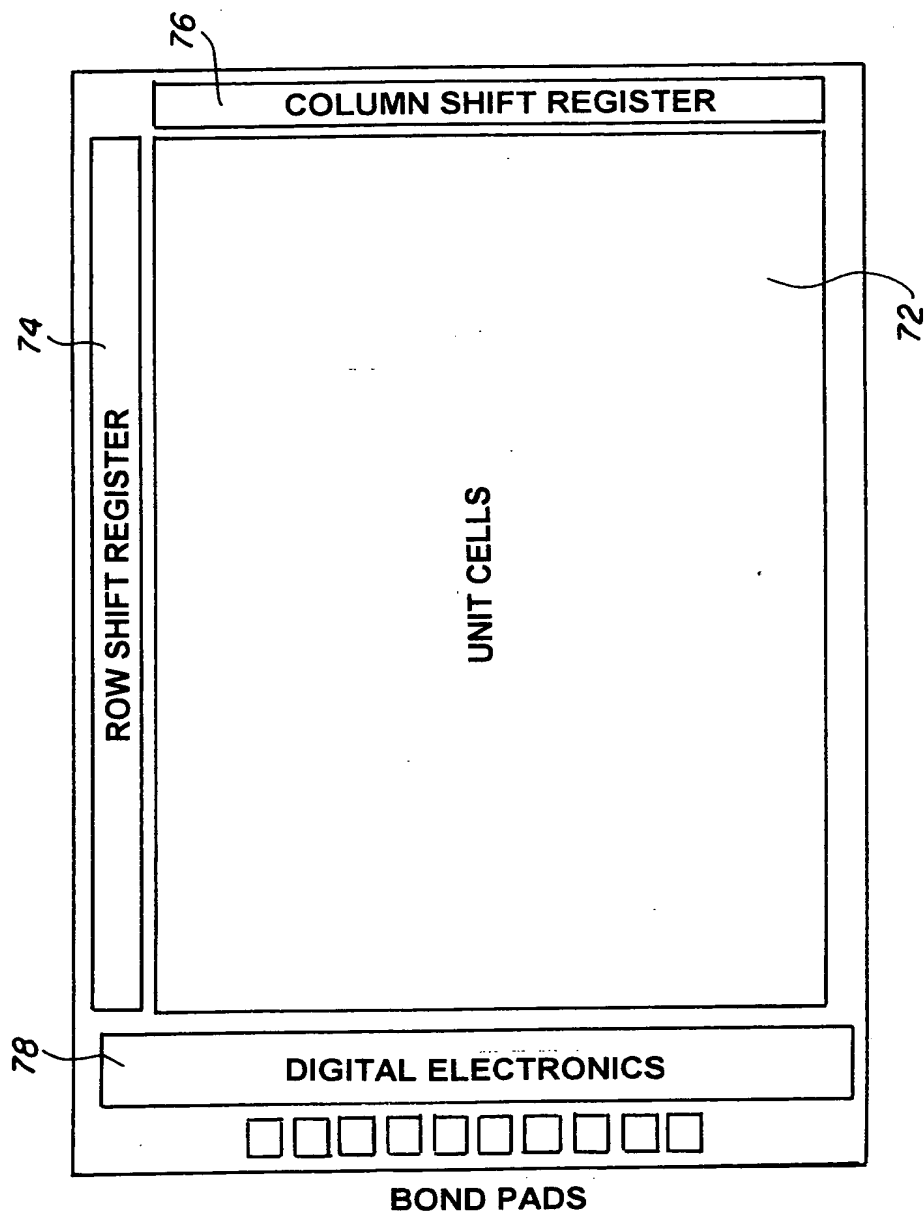 76
COLUMN SHIFT REGISTER
74
ROW SHIFT REGISTER
72
UNIT CELLS
78
DIGITAL ELECTRONICS
BOND PADS